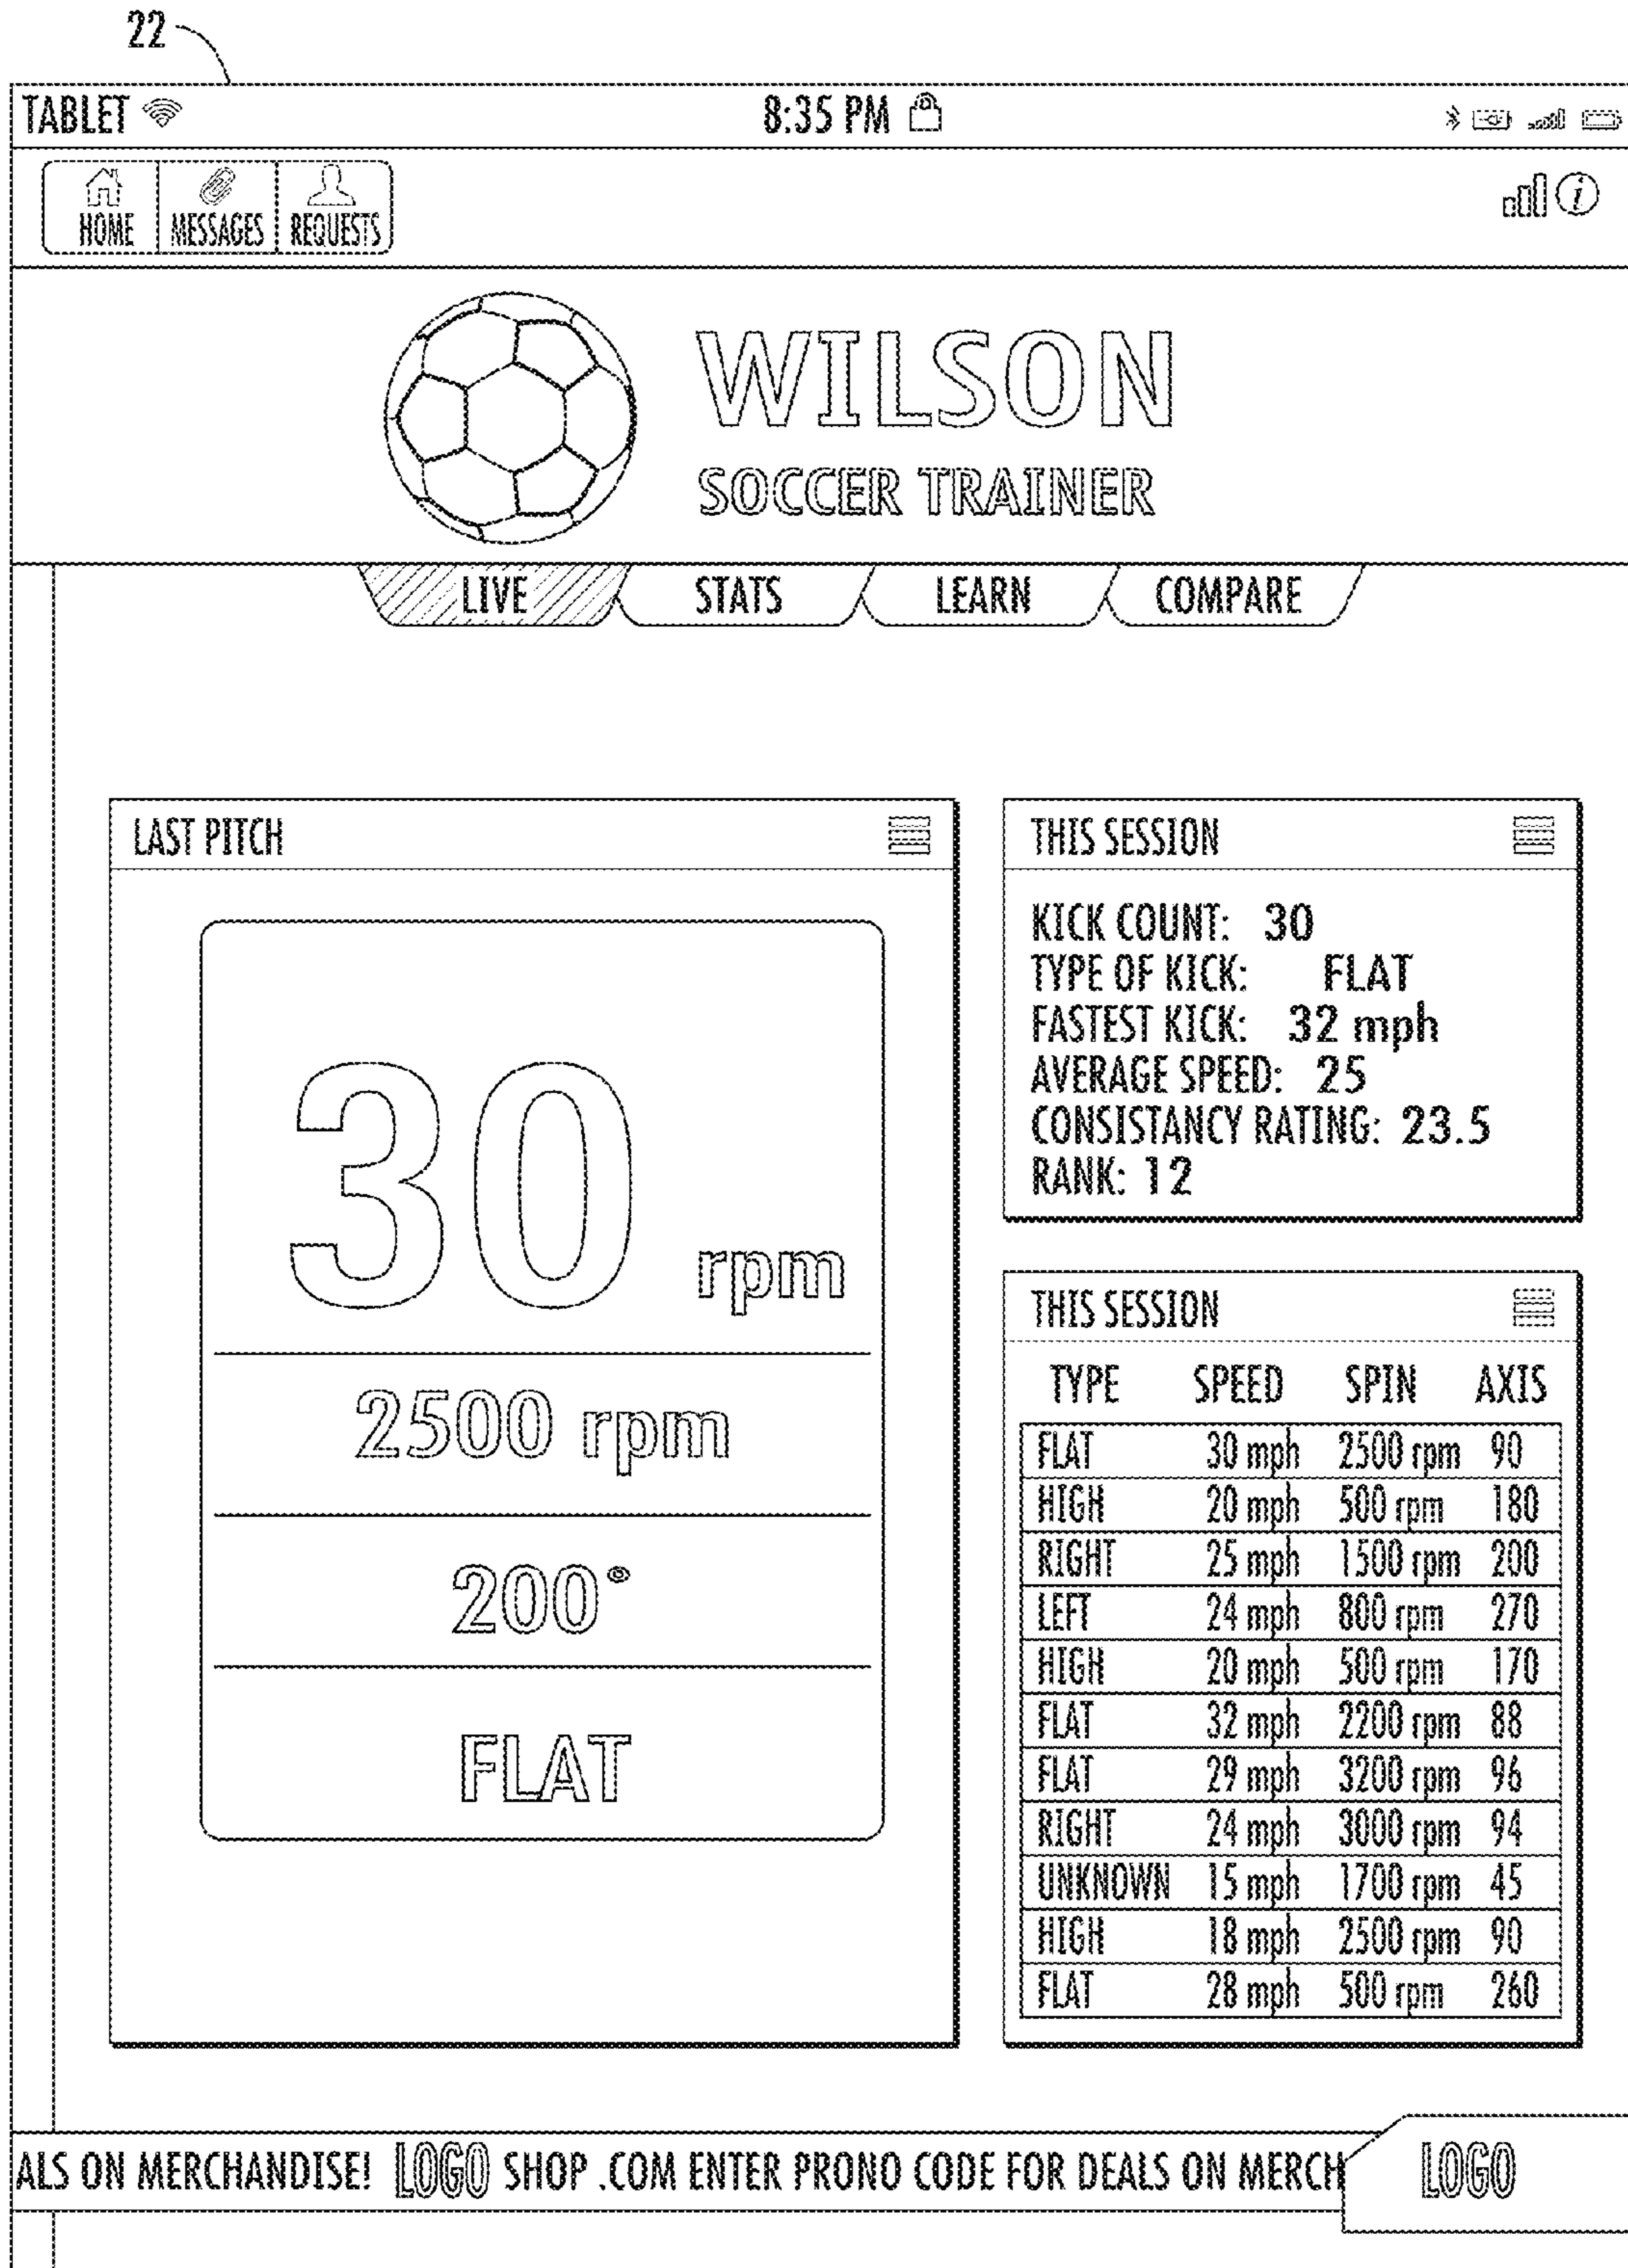 22
TABLET 8:35 PM
HOME MESSAGES REQUESTS
i
WILSON
SOCCER TRAINER
LIVE STATS LEARN COMPARE
LAST PITCH
30 rpm
2500 rpm
200°
FLAT
THIS SESSION
KICK COUNT: 30
TYPE OF KICK: FLAT
FASTEST KICK: 32 mph
AVERAGE SPEED: 25
CONSISTANCY RATING: 23.5
RANK: 12
THIS SESSION
TYPE SPEED SPIN AXIS
FLAT 30 mph 2500 rpm 90
HIGH 20 mph 500 rpm 180
RIGHT 25 mph 1500 rpm 200
LEFT 24 mph 800 rpm 270
HIGH 20 mph 500 rpm 170
FLAT 32 mph 2200 rpm 88
FLAT 29 mph 3200 rpm 96
RIGHT 24 mph 3000 rpm 94
UNKNOWN 15 mph 1700 rpm 45
HIGH 18 mph 2500 rpm 90
FLAT 28 mph 500 rpm 260
ALS ON MERCHANDISE! LOGO SHOP .COM ENTER PRONO CODE FOR DEALS ON MERCH LOGO